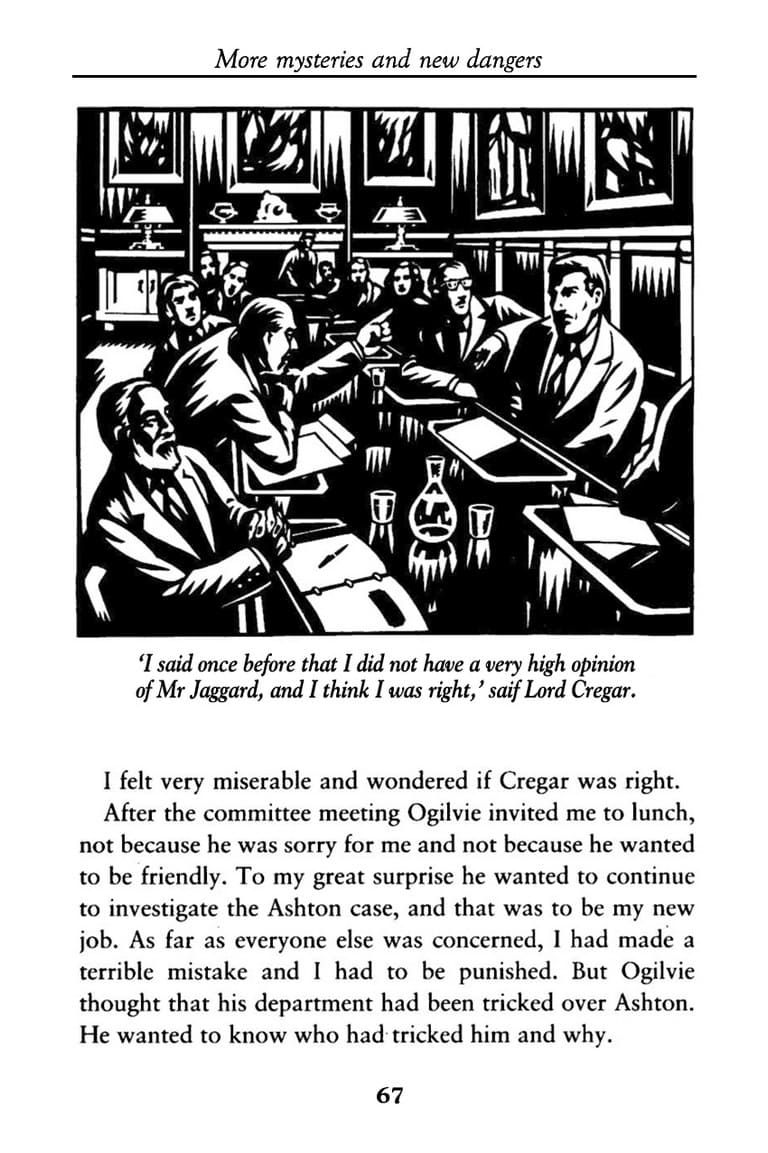 More mysteries and new dangers
‘I said once before that I did not have a very high opinion
of Mr Jaggard, and I think I was right,’ saif Lord Cregar.
I felt very miserable and wondered if Cregar was right.
After the committee meeting Ogilvie invited me to lunch,
not because he was sorry for me and not because he wanted
to be friendly. To my great surprise he wanted to continue
to investigate the Ashton case, and that was to be my new
job. As far as everyone else was concerned, I had made a
terrible mistake and I had to be punished. But Ogilvie
thought that his department had been tricked over Ashton.
He wanted to know who had tricked him and why.
67